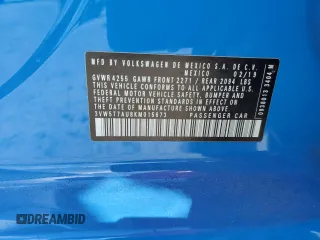 MFD. BY VOLKSWAGEN DE MEXICO S.A. DE C.V.
MEXICO 02/19
GVWR 4255 GAWR FRONT 2271 / REAR 2094 LBS
THIS VEHICLE CONFORMS TO ALL APPLICABLE U.S.
FEDERAL MOTOR VEHICLE SAFETY, BUMPER AND
THEFT PREVENTION STANDARDS IN EFFECT ON
THE DATE OF MANUFACTURE SHOWN ABOVE.
PASSENGER CAR
3404 M
DREAMBID